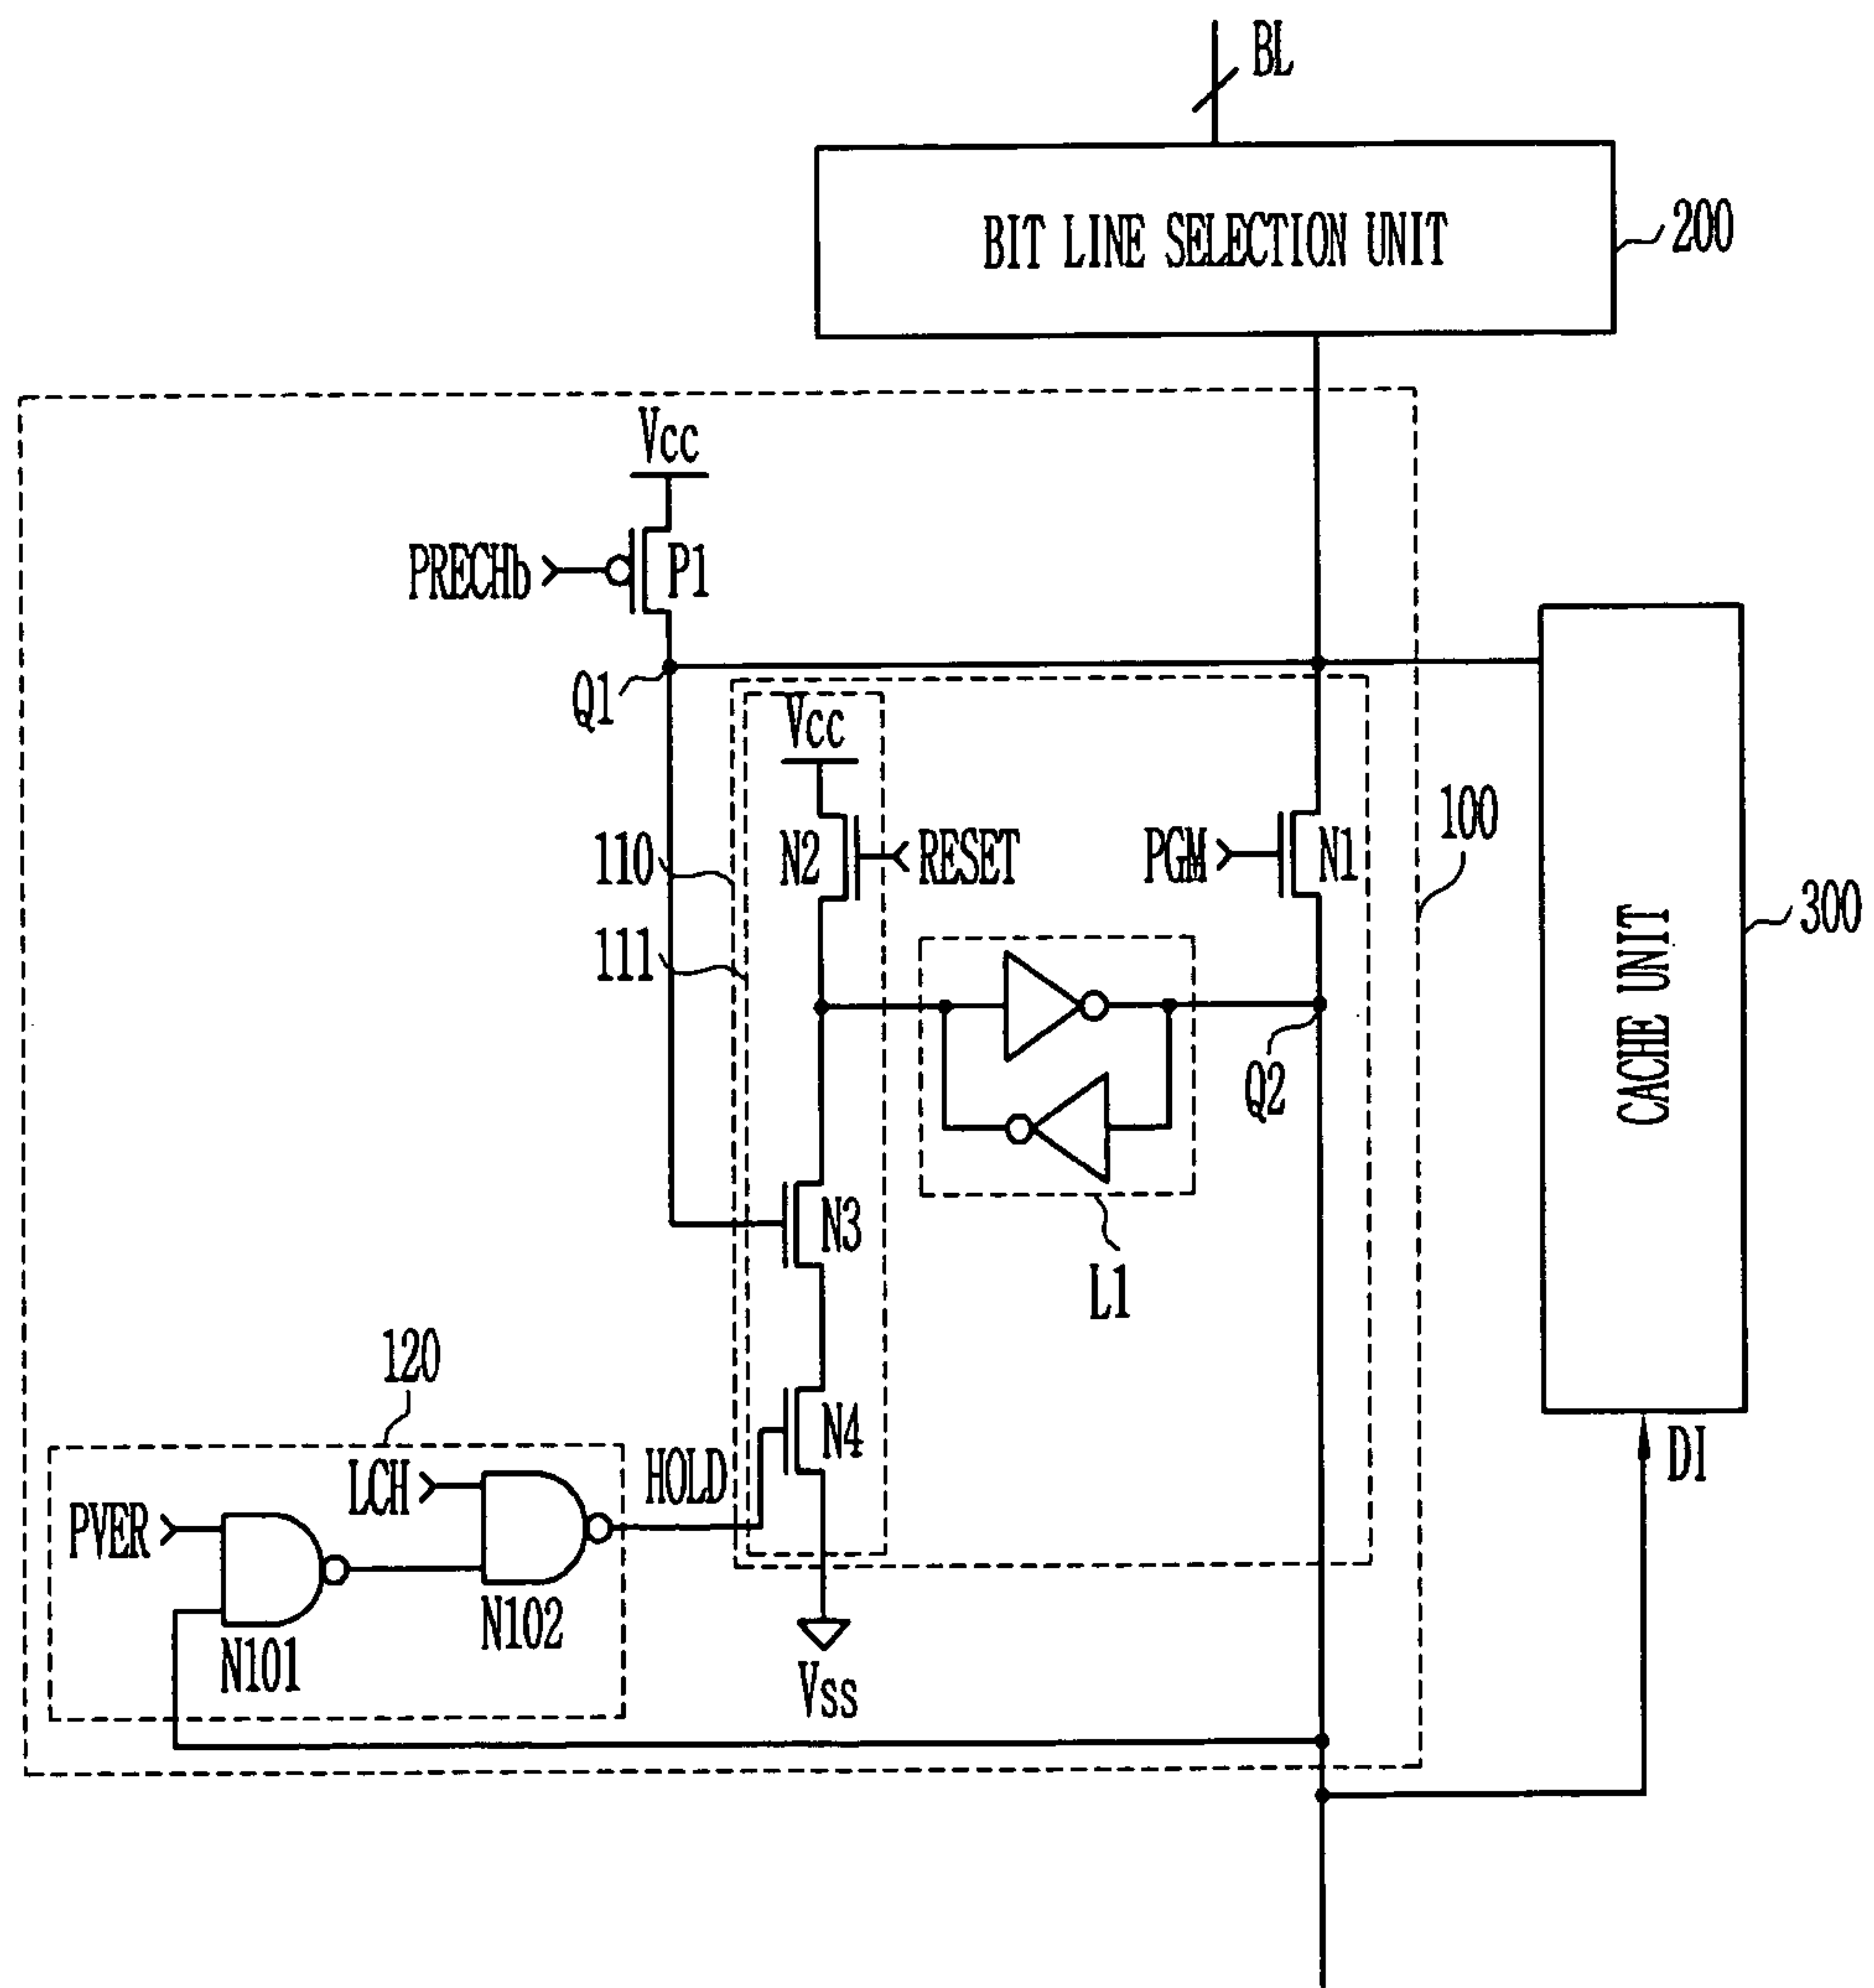 BL
BIT LINE SELECTION UNIT
200
Vcc
PRECHb
P1
Q1
Vcc
N2
RESET
PGM
N1
100
110
111
300
CACHE UNIT
Q2
N3
L1
120
N4
HOLD
LCH
PVER
DI
N102
N101
Vss